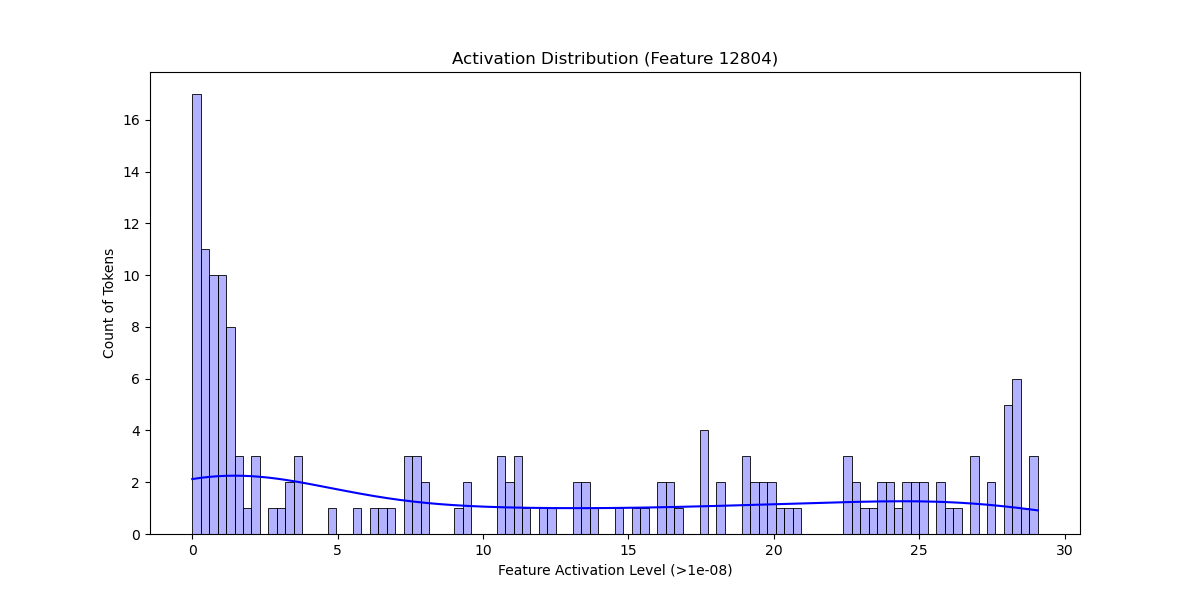 Activation Distribution (Feature 12804)
Count of Tokens
16
14
12
10
8
6
4
2
0
0 5 10 15 20 25 30
Feature Activation Level (>1e-08)